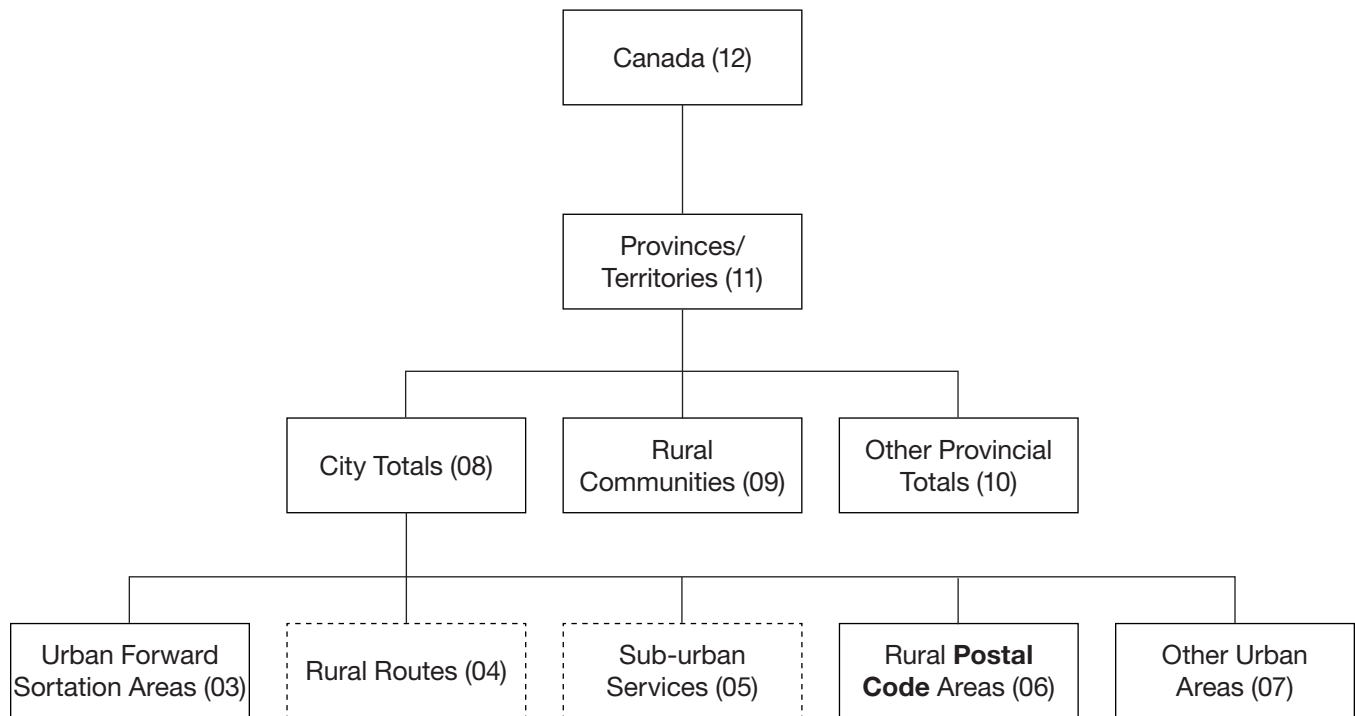 Canada (12)
Provinces/
Territories (11)
City Totals (08)
Rural
Communities (09)
Other Provincial
Totals (10)
Urban Forward
Sortation Areas (03)
Rural Routes (04)
Sub-urban
Services (05)
Rural Postal
Code Areas (06)
Other Urban
Areas (07)